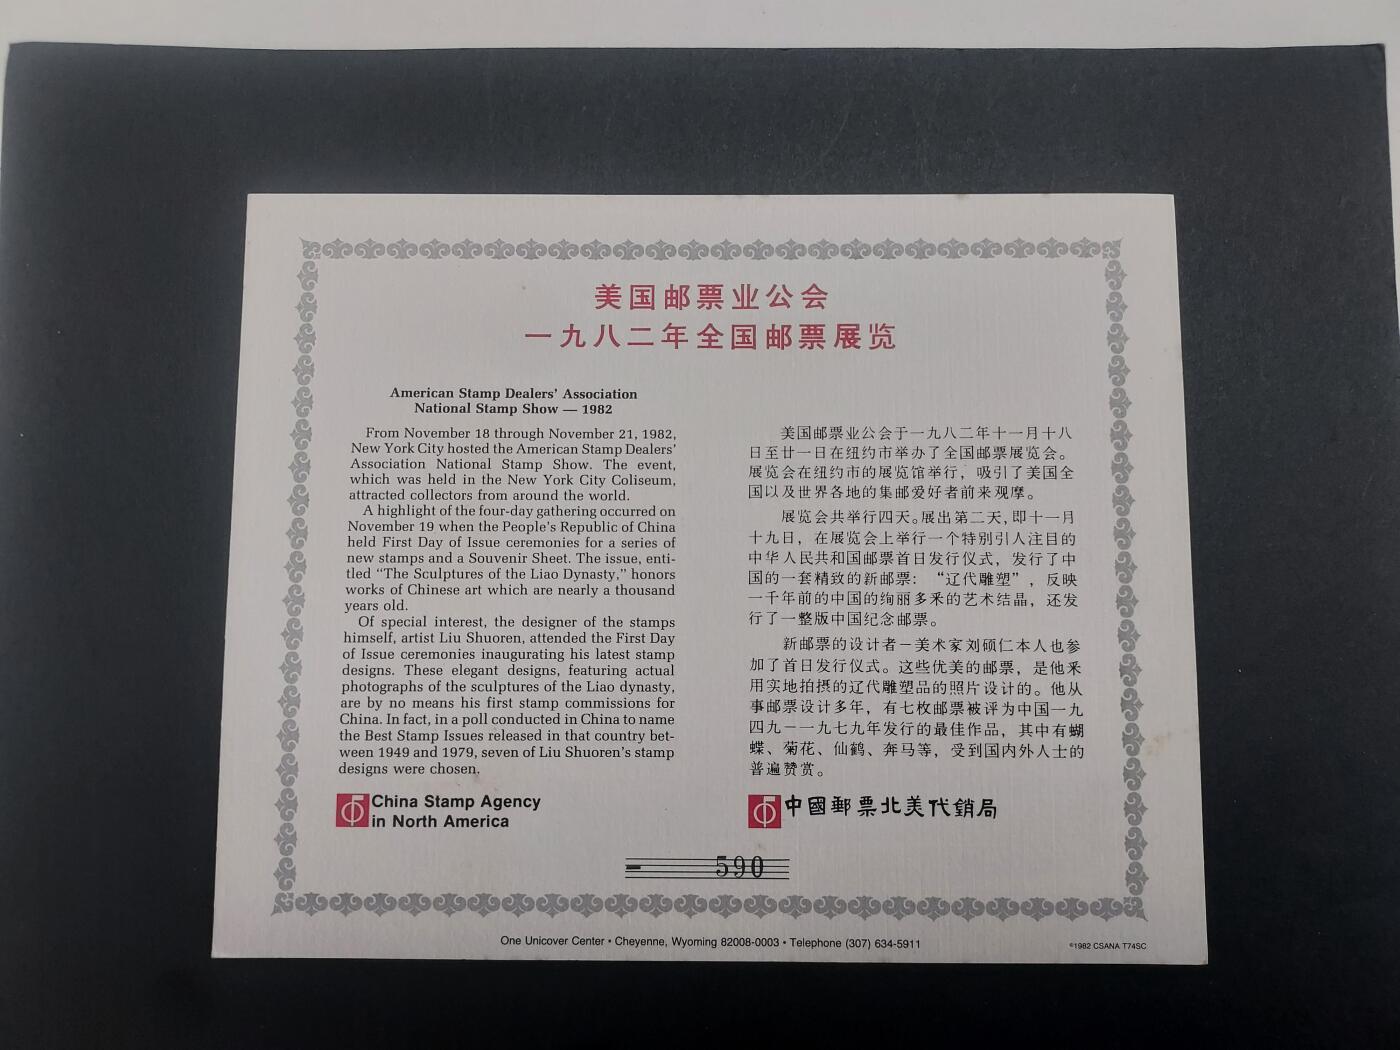 美国邮票业公会
一九八二年全国邮票展览
American Stamp Dealers' Association
National Stamp Show — 1982
From November 18 through November 21, 1982,
New York City hosted the American Stamp Dealers'
Association National Stamp Show. The event,
which was held in the New York City Coliseum,
attracted collectors from around the world.
A highlight of the four-day gathering occurred on
November 19 when the People's Republic of China
held First Day of Issue ceremonies for a series of
new stamps and a Souvenir Sheet. The issue, enti-
tled “The Sculptures of the Liao Dynasty,” honors
works of Chinese art which are nearly a thousand
years old.
Of special interest, the designer of the stamps
himself, artist Liu Shuoren, attended the First Day
of Issue ceremonies inaugurating his latest stamp
designs. These elegant designs, featuring actual
photographs of the sculptures of the Liao dynasty,
are by no means his first stamp commissions for
China. In fact, in a poll conducted in China to name
the Best Stamp Issues released in that country bet-
ween 1949 and 1979, seven of Liu Shuoren's stamp
designs were chosen.
China Stamp Agency
in North America
美国邮票业公会于一九八二年十一月十八
日至廿一日在纽约市举办了全国邮票展览会。
展览会在纽约市的展览馆举行，吸引了美国全
国以及世界各地的集邮爱好者前来观摩。
展览会共举行四天。展出第二天，即十一月
十九日，在展览会上举行一个特别引人注目的
中华人民共和国邮票首日发行仪式，发行了中
国的一套精致的新邮票：“辽代雕塑”，反映
一千年前的中国的绚丽多釆的艺术结晶，还发
行了一整版中国纪念邮票。
新邮票的设计者－美术家刘硕仁本人也参
加了首日发行仪式。这些优美的邮票，是他釆
用实地拍摄的辽代雕塑品的照片设计的。他从
事邮票设计多年，有七枚邮票被评为中国一九
四九－一九七九年发行的最佳作品，其中有蝴
蝶、菊花、仙鹤、奔马等，受到国内外人士的
普遍赞赏。
中國郵票北美代銷局
590
One Unicover Center • Cheyenne, Wyoming 82008-0003 • Telephone (307) 634-5911
©1982 CSANA T74SC